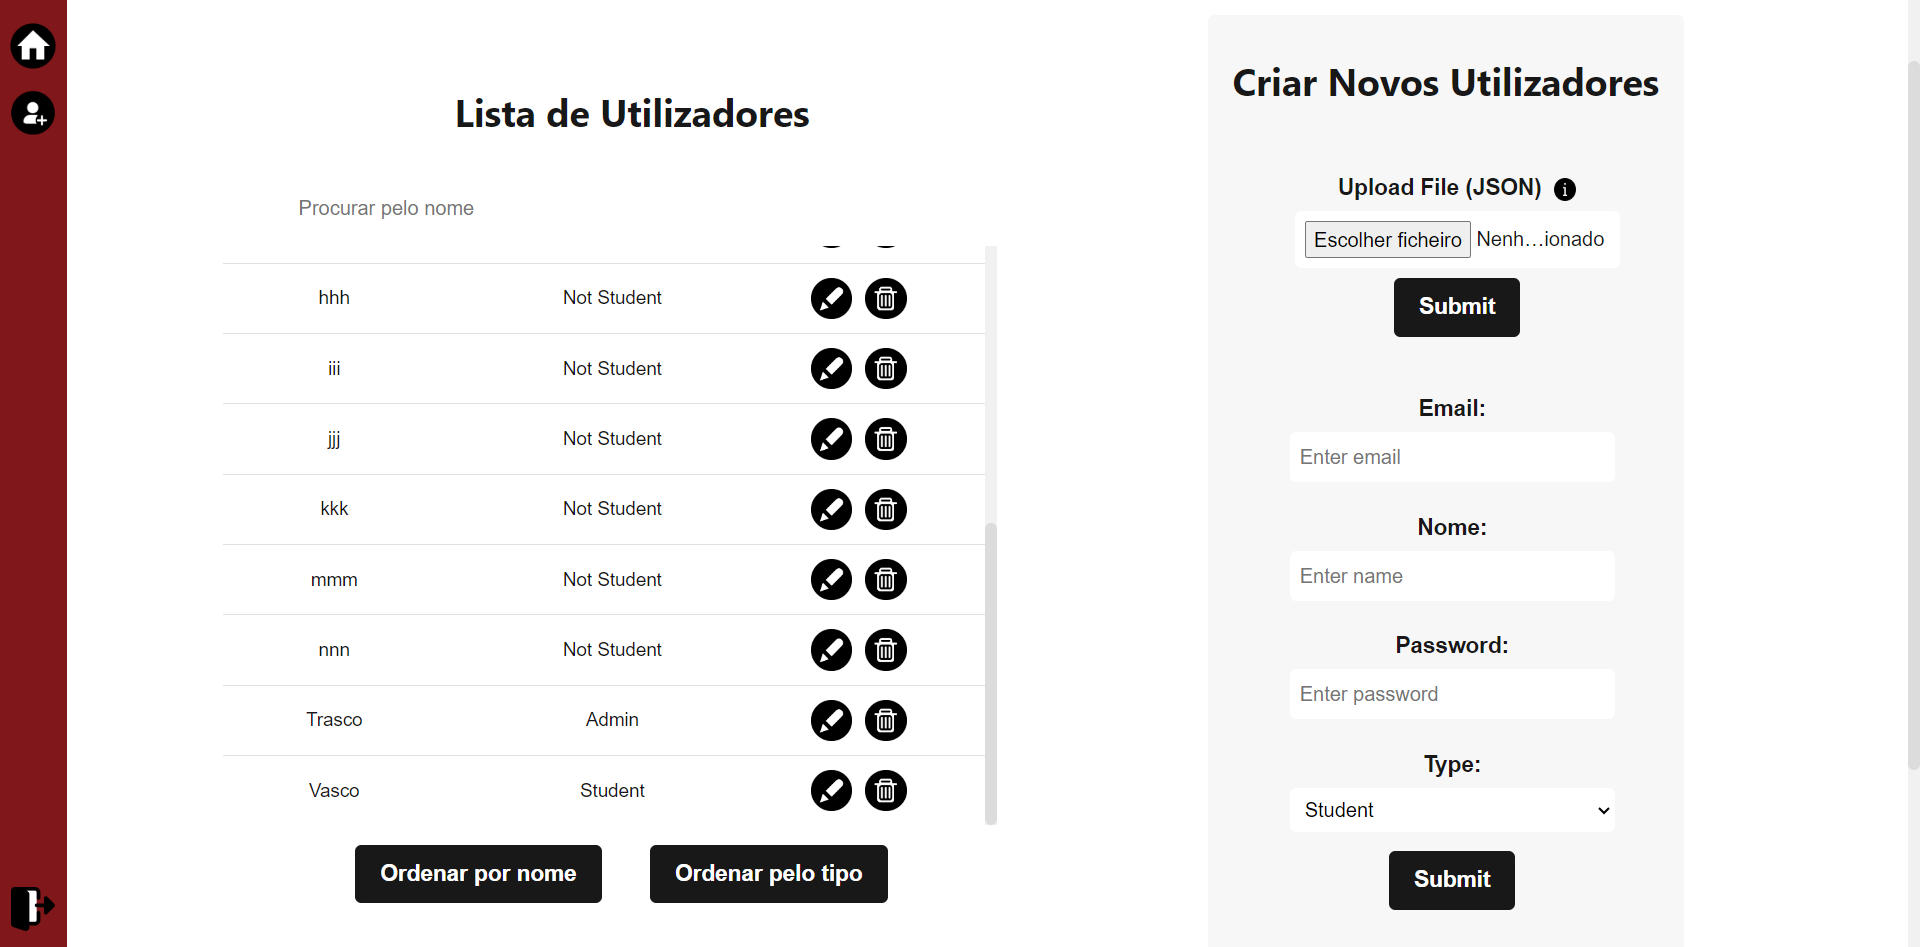 Lista de Utilizadores
Procurar pelo nome
hhh Not Student
iii Not Student
jjj Not Student
kkk Not Student
mmm Not Student
nnn Not Student
Trasco Admin
Vasco Student
Ordenar por nome Ordenar pelo tipo
Criar Novos Utilizadores
Upload File (JSON) i
Escolher ficheiro Nenh...ionado
Submit
Email:
Enter email
Nome:
Enter name
Password:
Enter password
Type:
Student
Submit